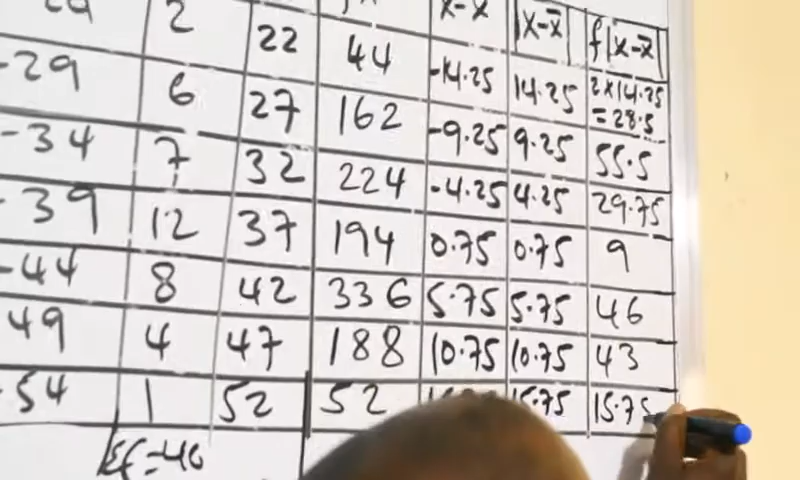 x-x̄ |x-x̄| f|x-x̄|
2 22 44 -14.25 14.25 2×14.25
= 28.5
-29 6 27 162 -9.25 9.25 55.5
-34 7 32 224 -4.25 4.25 29.75
-39 12 37 194 0.75 0.75 9
-44 8 42 336 5.75 5.75 46
49 4 47 188 10.75 10.75 43
-54 1 52 52 15.75 15.75
Σf=40